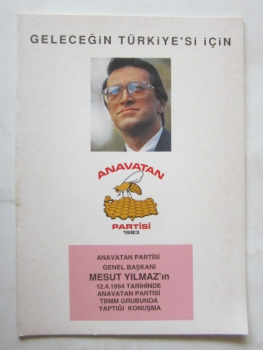 GELECEĞİN TÜRKİYE'Sİ İÇİN
ANAVATAN
PARTİSİ
1983
ANAVATAN PARTİSİ
GENEL BAŞKANI
MESUT YILMAZ'ın
12.4.1994 TARİHİNDE
ANAVATAN PARTİSİ
TBMM GRUBUNDA
YAPTIĞI KONUŞMA